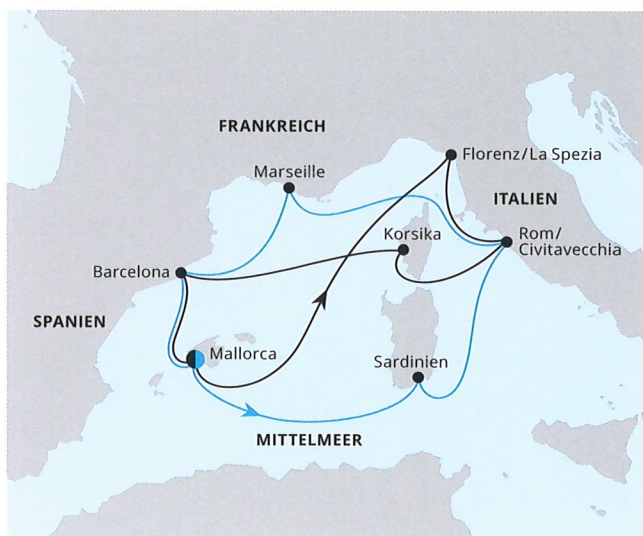 FRANKREICH
Marseille
Florenz/La Spezia
ITALIEN
Korsika
Rom/
Civitavecchia
Barcelona
SPANIEN
Mallorca
Sardinien
MITTELMEER